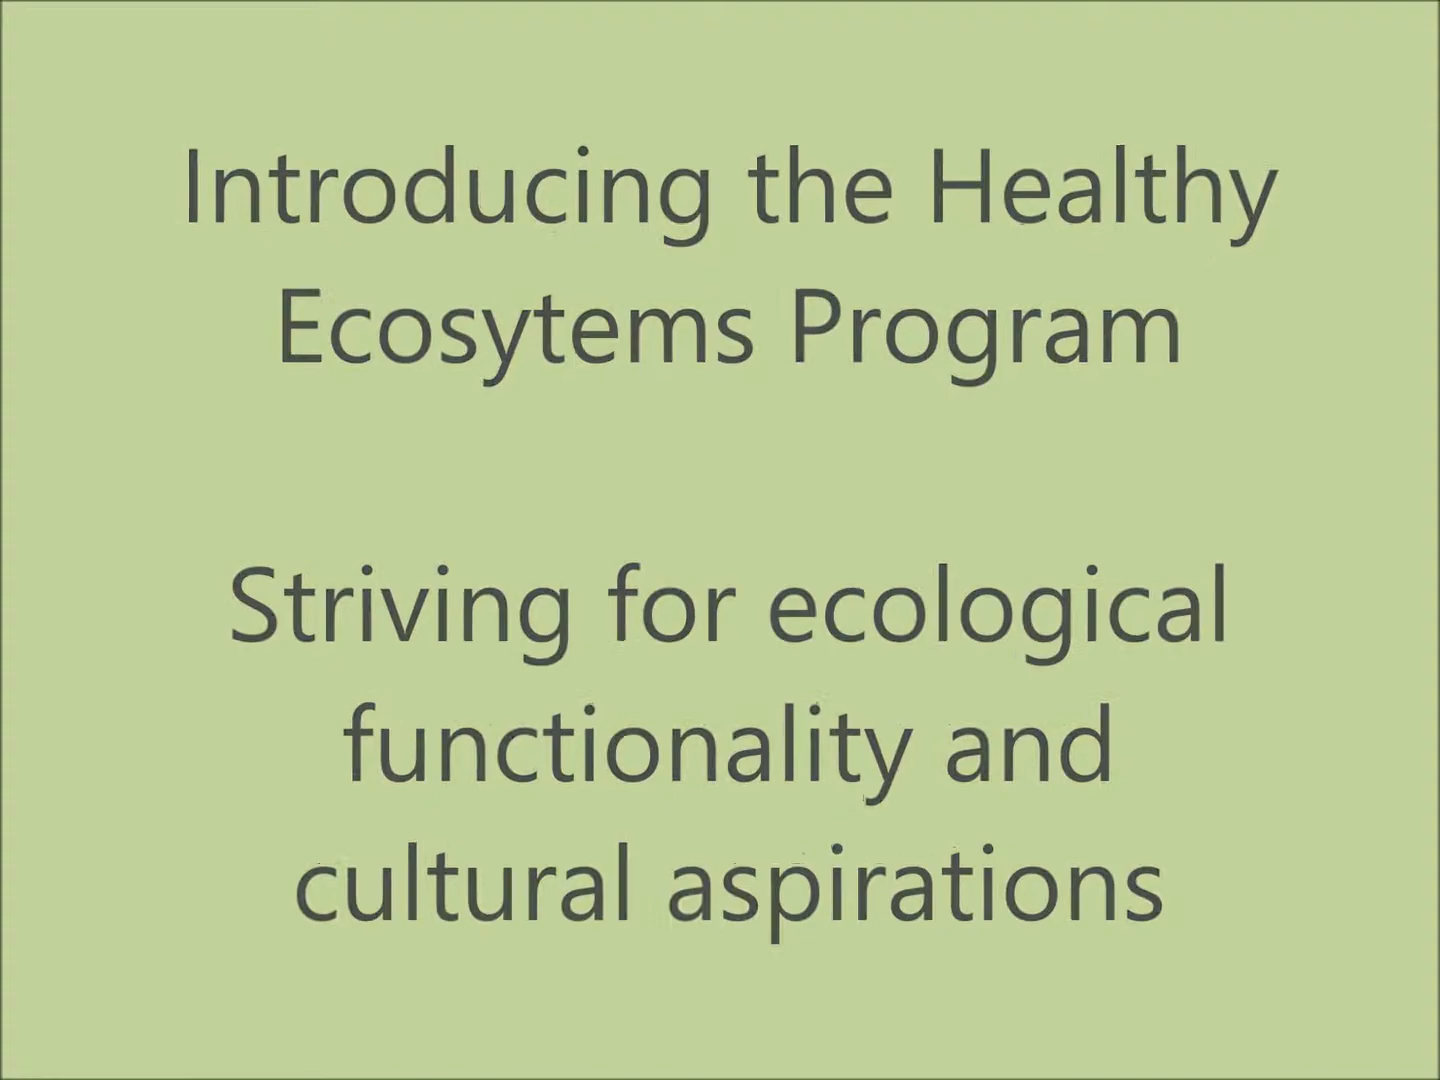 Introducing the Healthy
Ecosytems Program
Striving for ecological
functionality and
cultural aspirations